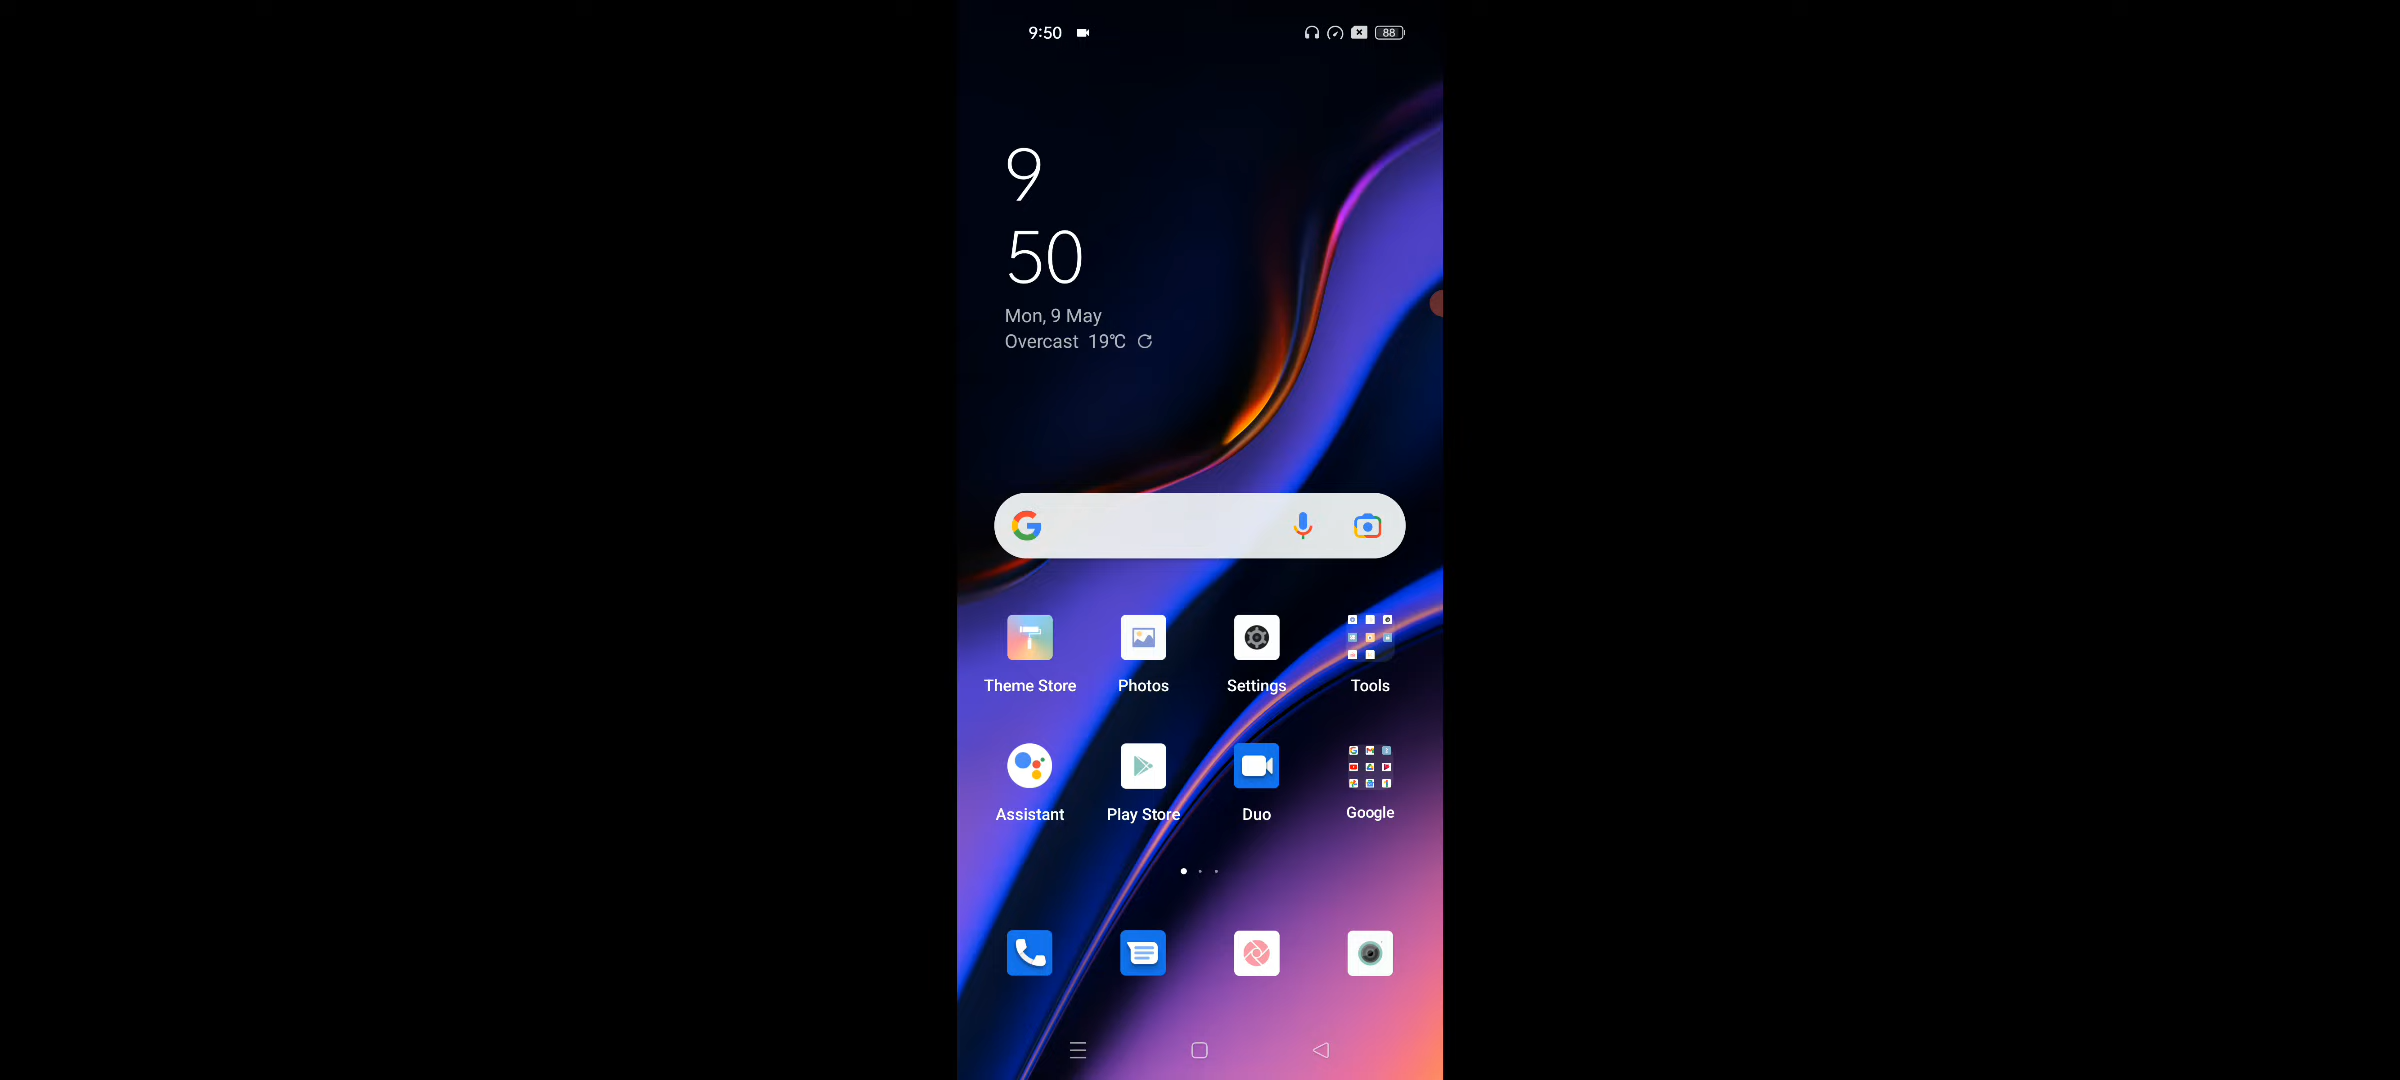 9:50
88
9
50
Mon, 9 May
Overcast 19°C
Theme Store
Photos
Settings
Tools
Assistant
Play Store
Duo
Google